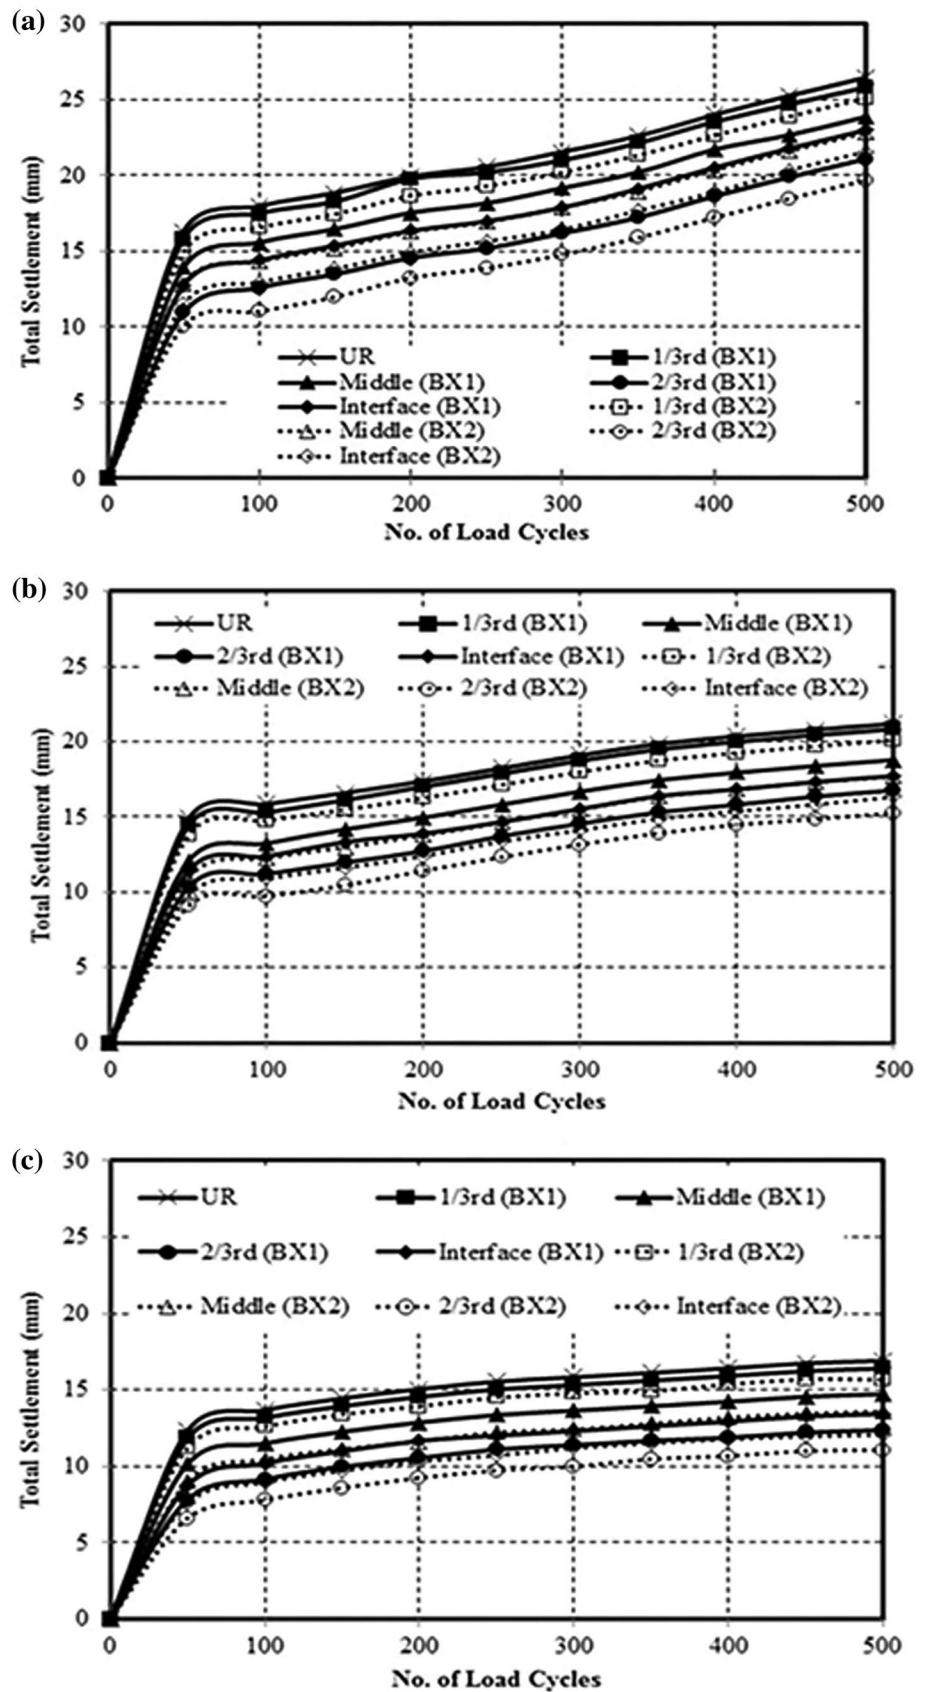 (a)
30
25
20
15
10
5
0
Total Settlement (mm)
UR 1/3rd (BX1)
Middle (BX1) 2/3rd (BX1)
Interface (BX1) 1/3rd (BX2)
Middle (BX2) 2/3rd (BX2)
Interface (BX2)
0 100 200 300 400 500
No. of Load Cycles
(b)
30
25
20
15
10
5
0
Total Settlement (mm)
UR 1/3rd (BX1) Middle (BX1)
2/3rd (BX1) Interface (BX1) 1/3rd (BX2)
Middle (BX2) 2/3rd (BX2) Interface (BX2)
0 100 200 300 400 500
No. of Load Cycles
(c)
30
25
20
15
10
5
0
Total Settlement (mm)
UR 1/3rd (BX1) Middle (BX1)
2/3rd (BX1) Interface (BX1) 1/3rd (BX2)
Middle (BX2) 2/3rd (BX2) Interface (BX2)
0 100 200 300 400 500
No. of Load Cycles